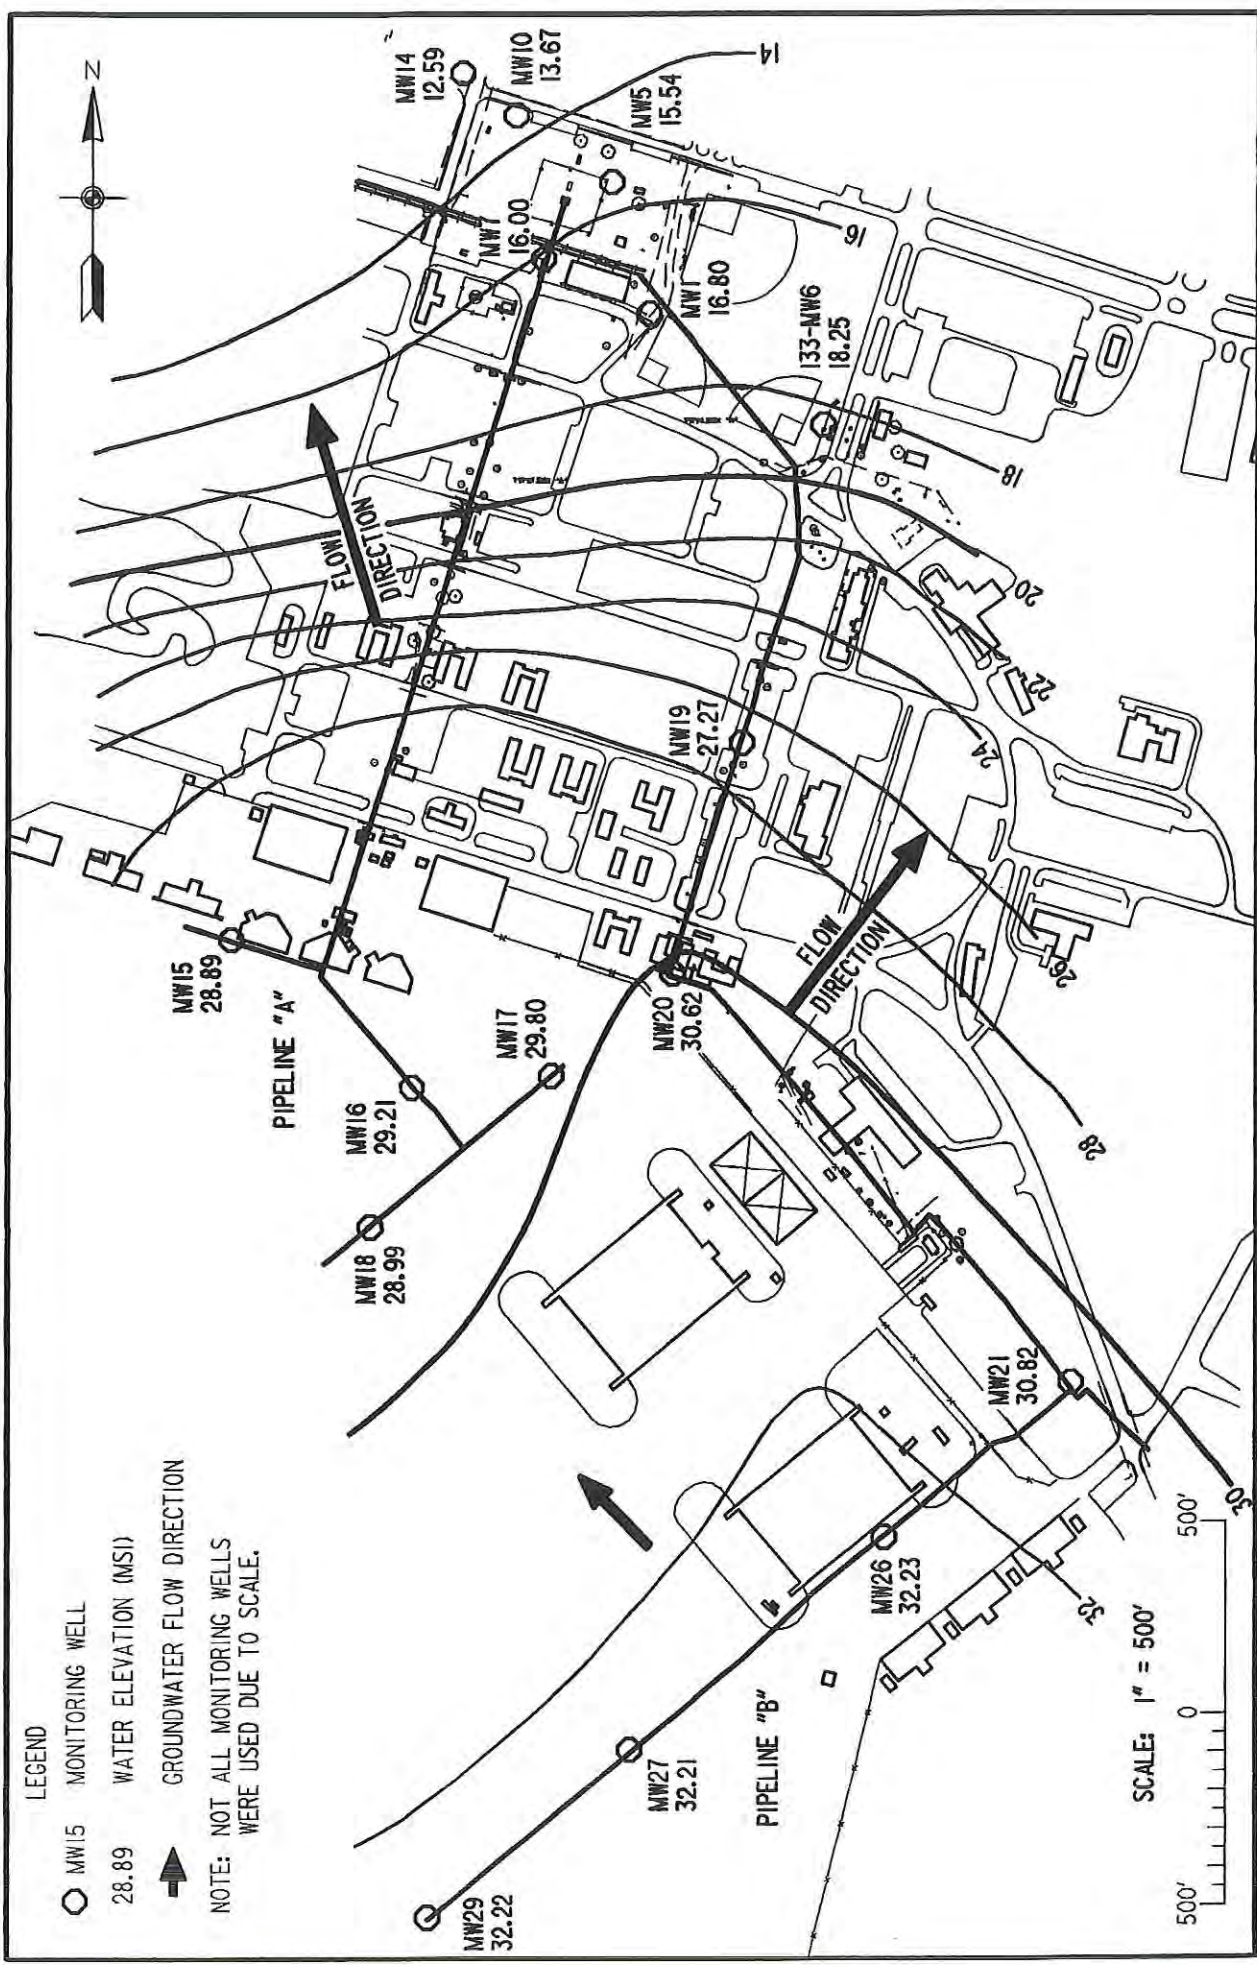 LEGEND
MW15 MONITORING WELL
28.89 WATER ELEVATION (MSl)
GROUNDWATER FLOW DIRECTION
NOTE: NOT ALL MONITORING WELLS
WERE USED DUE TO SCALE.
N
MW14
12.59
MW10
13.67
MW5
15.54
14
MW7
16.00
16
MW1
16.80
133-MW6
18.25
18
FLOW
DIRECTION
20
22
24
MW19
27.27
26
FLOW
DIRECTION
28
MW15
28.89
PIPELINE "A"
MW16
29.21
MW17
29.80
MW18
28.99
MW20
30.62
MW21
30.82
30
MW26
32.23
32
MW27
32.21
PIPELINE "B"
MW29
32.22
500' 0 500'
SCALE: 1" = 500'